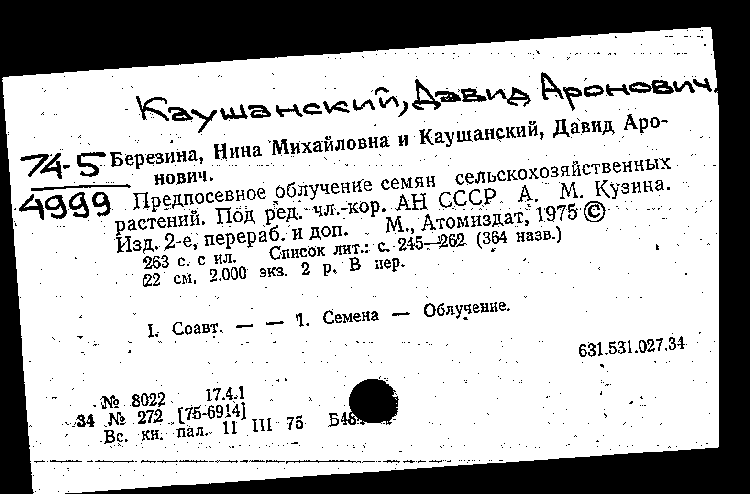 Каушанский, Давид Аронович.
74-5
4999
Березина, Нина Михайловна и Каушанский, Давид Аро-
нович.
Предпосевное облучение семян сельскохозяйственных
растений. Под ред. чл.-кор. АН СССР А. М. Кузина.
Изд. 2-е, перераб. и доп. М., Атомиздат, 1975 ©
263 с. с ил. Список лит.: с. 245—262 (364 назв.)
22 см. 2.000 экз. 2 р. В пер.
I. Соавт. — — 1. Семена — Облучение.
631.531.027.34
№ 8022 17.4.1
34 № 272 [75-6914]
Вс. кн. пал. 11 III 75 Б48